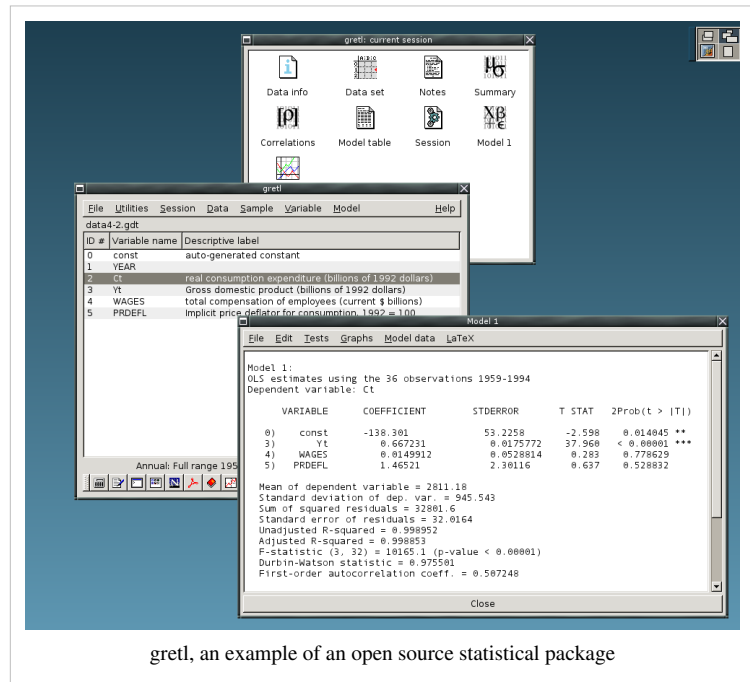 gretl: current session
Data info Data set Notes Summary
Correlations Model table Session Model 1
gretl
File Utilities Session Data Sample Variable Model Help
data4-2.gdt
ID # Variable name Descriptive label
0 const auto-generated constant
1 YEAR
2 Ct real consumption expenditure (billions of 1992 dollars)
3 Yt Gross domestic product (billions of 1992 dollars)
4 WAGES total compensation of employees (current $ billions)
5 PRDEFL Implicit price deflator for consumption, 1992 = 100
Annual: Full range 195
Model 1
File Edit Tests Graphs Model data LaTeX
Model 1:
OLS estimates using the 36 observations 1959-1994
Dependent variable: Ct
VARIABLE COEFFICIENT STDERROR T STAT 2Prob(t > |T|)
0) const -138.301 53.2258 -2.598 0.014045 **
3) Yt 0.667231 0.0175772 37.960 < 0.00001 ***
4) WAGES 0.0149912 0.0528814 0.283 0.778629
5) PRDEFL 1.46521 2.30116 0.637 0.528832
Mean of dependent variable = 2811.18
Standard deviation of dep. var. = 945.543
Sum of squared residuals = 32801.6
Standard error of residuals = 32.0164
Unadjusted R-squared = 0.998952
Adjusted R-squared = 0.998853
F-statistic (3, 32) = 10165.1 (p-value < 0.00001)
Durbin-Watson statistic = 0.975501
First-order autocorrelation coeff. = 0.507248
Close
gretl, an example of an open source statistical package